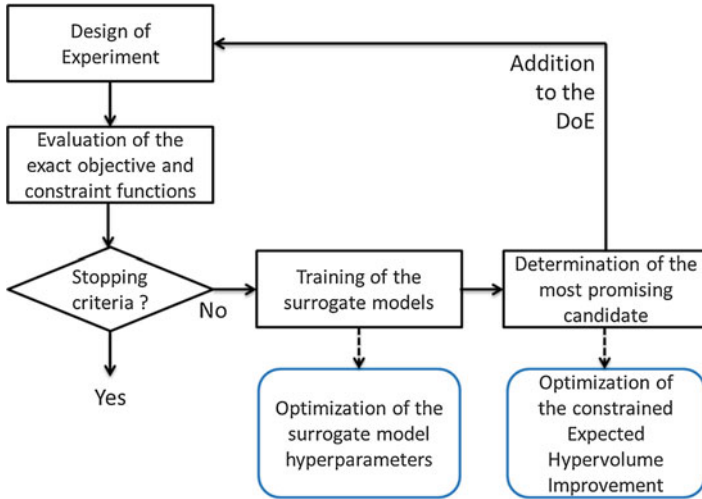 Design of
Experiment
Addition
to the
DoE
Evaluation of the
exact objective and
constraint functions
Stopping
criteria ?
No
Yes
Training of the
surrogate models
Determination of the
most promising
candidate
Optimization of the
surrogate model
hyperparameters
Optimization of
the constrained
Expected
Hypervolume
Improvement